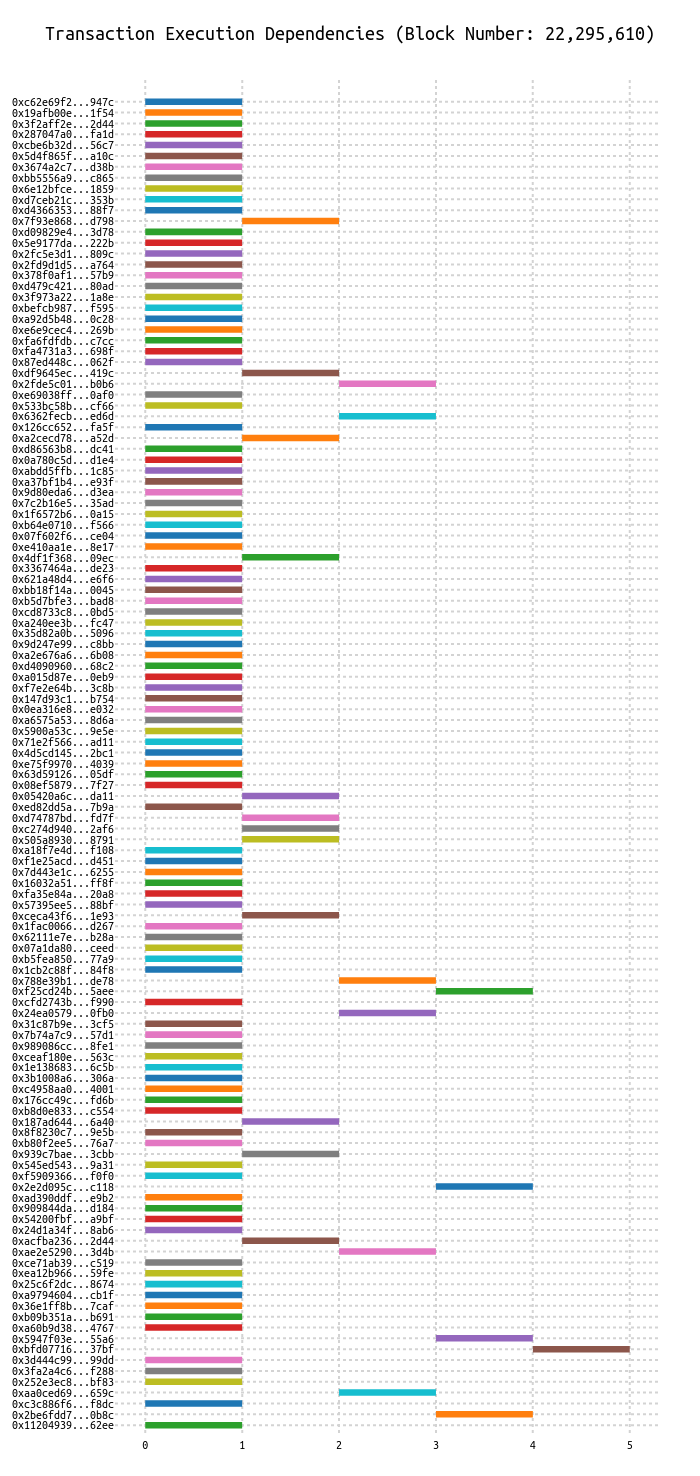 Transaction Execution Dependencies (Block Number: 22,295,610)
0xc62e69f2...947c
0x19afb00e...1f54
0x3f2aff2e...2d44
0x287047a0...fa1d
0xcbe6b32d...56c7
0x5d4f865f...a10c
0x3674a2c7...d38b
0xbb5556a9...c865
0x6e12bfce...1859
0xd7ceb21c...353b
0xd4366353...88f7
0x7f93e868...d798
0xd09829e4...3d78
0x5e9177da...222b
0x2fc5e3d1...809c
0x2fd9d1d5...a764
0x378f0af1...57b9
0xd479c421...80ad
0x3f973a22...1a8e
0xbefcb987...f595
0xa92d5b48...0c28
0xe6e9cec4...269b
0xfa6fdfdb...c7cc
0xfa4731a3...698f
0x87ed448c...062f
0xdf9645ec...419c
0x2fde5c01...b0b6
0xe69038ff...0af0
0x533bc58b...cf66
0x6362fecb...ed6d
0x126cc652...fa5f
0xa2cecd78...a52d
0xd86563b8...dc41
0x0a780c5d...d1e4
0xabdd5ffb...1c85
0xa37bf1b4...e93f
0x9d80eda6...d3ea
0x7c2b16e5...35ad
0x1f6572b6...0a15
0xb64e0710...f566
0x07f602f6...ce04
0xe410aa1e...8e17
0x4df1f368...09ec
0x3367464a...de23
0x621a48d4...e6f6
0xbb18f14a...0045
0xb5d7bfe3...bad8
0xcd8733c8...0bd5
0xa240ee3b...fc47
0x35d82a0b...5096
0x9d247e99...c8bb
0xa2e676a6...6b08
0xd4090960...68c2
0xa015d87e...0eb9
0xf7e2e64b...3c8b
0x147d93c1...b754
0x0ea316e8...e032
0xa6575a53...8d6a
0x5900a53c...9e5e
0x71e2f566...ad11
0x4d5cd145...2bc1
0xe75f9970...4039
0x63d59126...05df
0x08ef5879...7f27
0x05420a6c...da11
0xed82dd5a...7b9a
0xd74787bd...fd7f
0xc274d940...2af6
0x505a8930...8791
0xa18f7e4d...f108
0xf1e25acd...d451
0x7d443e1c...6255
0x16032a51...ff8f
0xfa35e84a...20a8
0x57395ee5...88bf
0xceca43f6...1e93
0x1fac0066...d267
0x62111e7e...b28a
0x07a1da80...ceed
0xb5fea850...77a9
0x1cb2c88f...84f8
0x788e39b1...de78
0xf25cd24b...5aee
0xcfd2743b...f990
0x24ea0579...0fb0
0x31c87b9e...3cf5
0x7b74a7c9...57d1
0x989086cc...8fe1
0xceaf180e...563c
0x1e138683...6c5b
0x3b1008a6...306a
0xc4958aa0...4001
0x176cc49c...fd6b
0xb8d0e833...c554
0x187ad644...6a40
0x8f8230c7...9e5b
0xb80f2ee5...76a7
0x939c7bae...3cbb
0x545ed543...9a31
0xf5909366...f0f0
0x2e2d095c...c118
0xad390ddf...e9b2
0x909844da...d184
0x54200fbf...a9bf
0x24d1a34f...8ab6
0xacfba236...2d44
0xae2e5290...3d4b
0xce71ab39...c519
0xea12b966...59fe
0x25c6f2dc...8674
0xa9794604...cb1f
0x36e1ff8b...7caf
0xb09b351a...b691
0xa60b9d38...4767
0x5947f03e...55a6
0xbfd07716...37bf
0x3d444c99...99dd
0x3fa2a4c6...f288
0x252e3ec8...bf83
0xaa0ced69...659c
0xc3c886f6...f8dc
0x2be6fdd7...0b8c
0x11204939...62ee
0 1 2 3 4 5